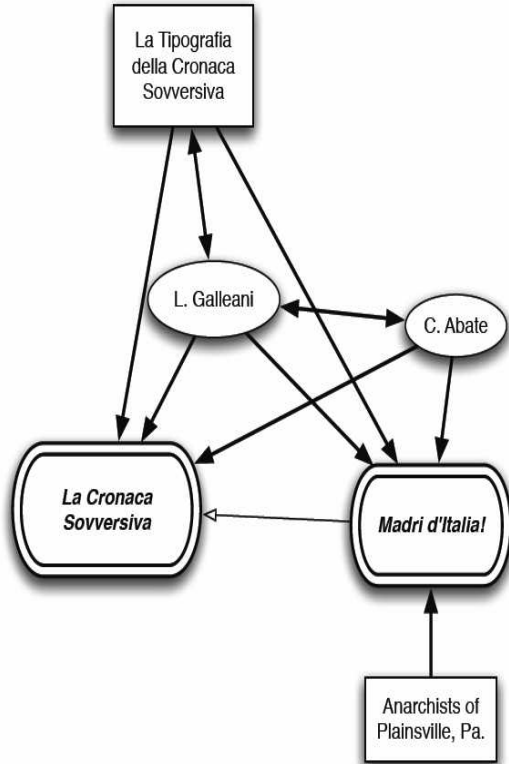 La Tipografia
della Cronaca
Sovversiva
L. Galleani
C. Abate
La Cronaca
Sovversiva
Madri d'Italia!
Anarchists of
Plainsville, Pa.